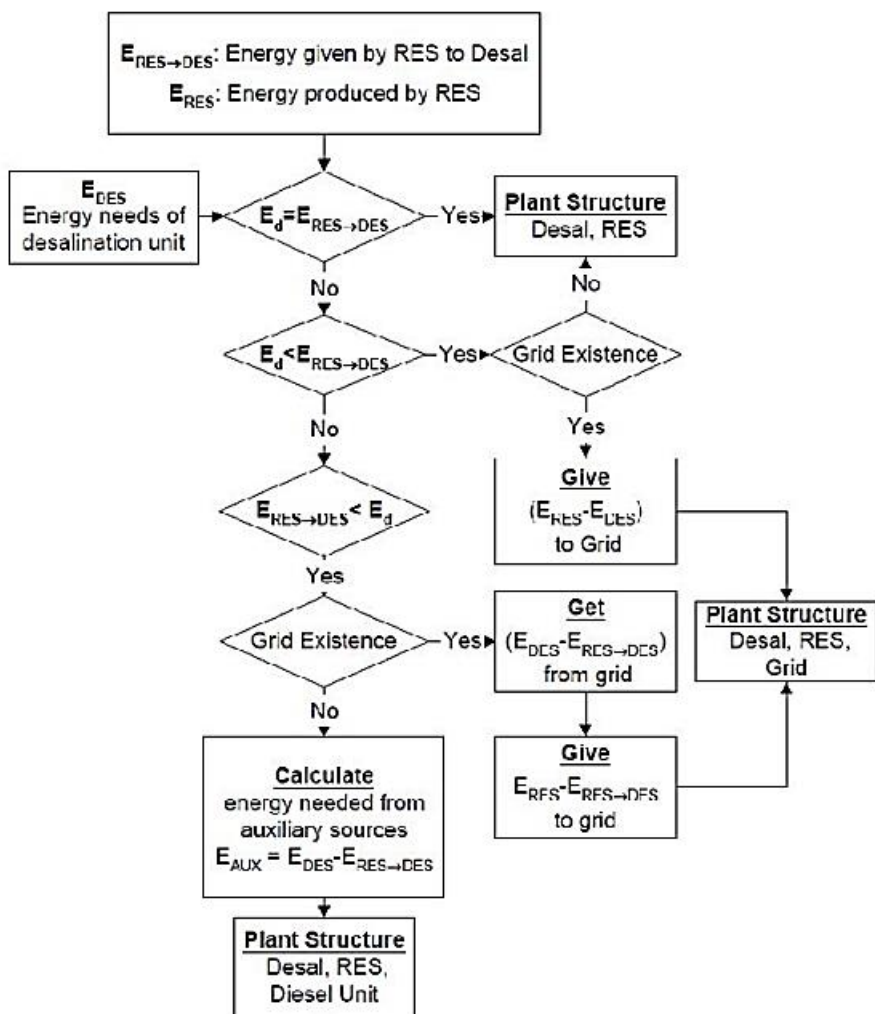 E_RES→DES: Energy given by RES to Desal
E_RES: Energy produced by RES
E_DES
Energy needs of
desalination unit
E_d=E_RES→DES
Yes
Plant Structure
Desal, RES
No
No
E_d<E_RES→DES
Yes
Grid Existence
No
Yes
E_RES→DES< E_d
Give
(E_RES-E_DES)
to Grid
Yes
Grid Existence
Yes
Get
(E_DES-E_RES→DES)
from grid
Plant Structure
Desal, RES,
Grid
No
Calculate
energy needed from
auxiliary sources
E_AUX = E_DES-E_RES→DES
Give
E_RES-E_RES→DES
to grid
Plant Structure
Desal, RES,
Diesel Unit